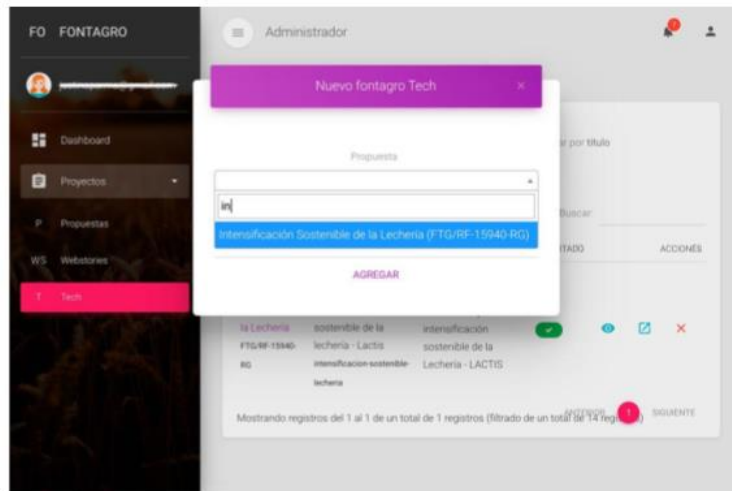 FO FONTAGRO
Administrador
Nuevo fontagro Tech ×
Dashboard
Proyectos
P Propuestas
WS Webstories
T Tech
Propuesta
in
Intensificación Sostenible de la Lechería (FTG/RF-15940-RG)
AGREGAR
por titulo
Buscar
TADO ACCIONES
la Lechería
FTG/RF-15940-
RG
sostenible de la
lechería - Lactis
intensificacion-sostenible-
lecheria
intensificación
sostenible de la
Lechería - LACTIS
Mostrando registros del 1 al 1 de un total de 1 registros (filtrado de un total de 14
ANTERIOR 1 SIGUIENTE